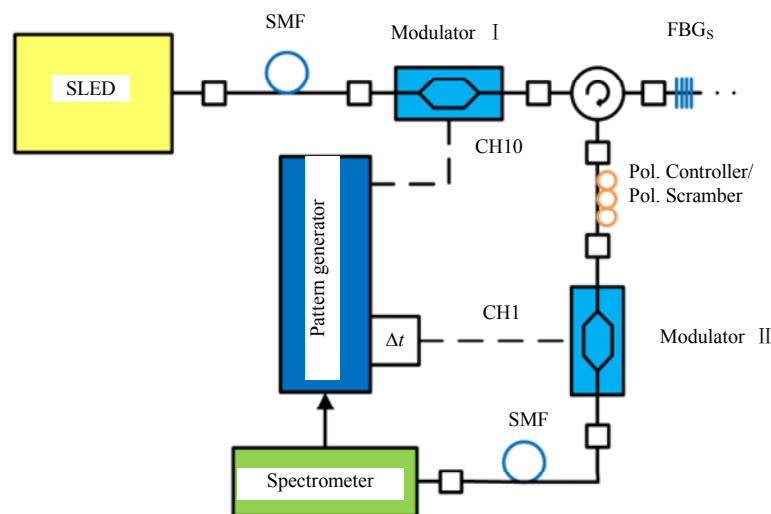 SMF
Modulator Ⅰ
FBGS
SLED
CH10
Pol. Controller/
Pol. Scramber
Pattern generator
Δt
CH1
Modulator Ⅱ
SMF
Spectrometer